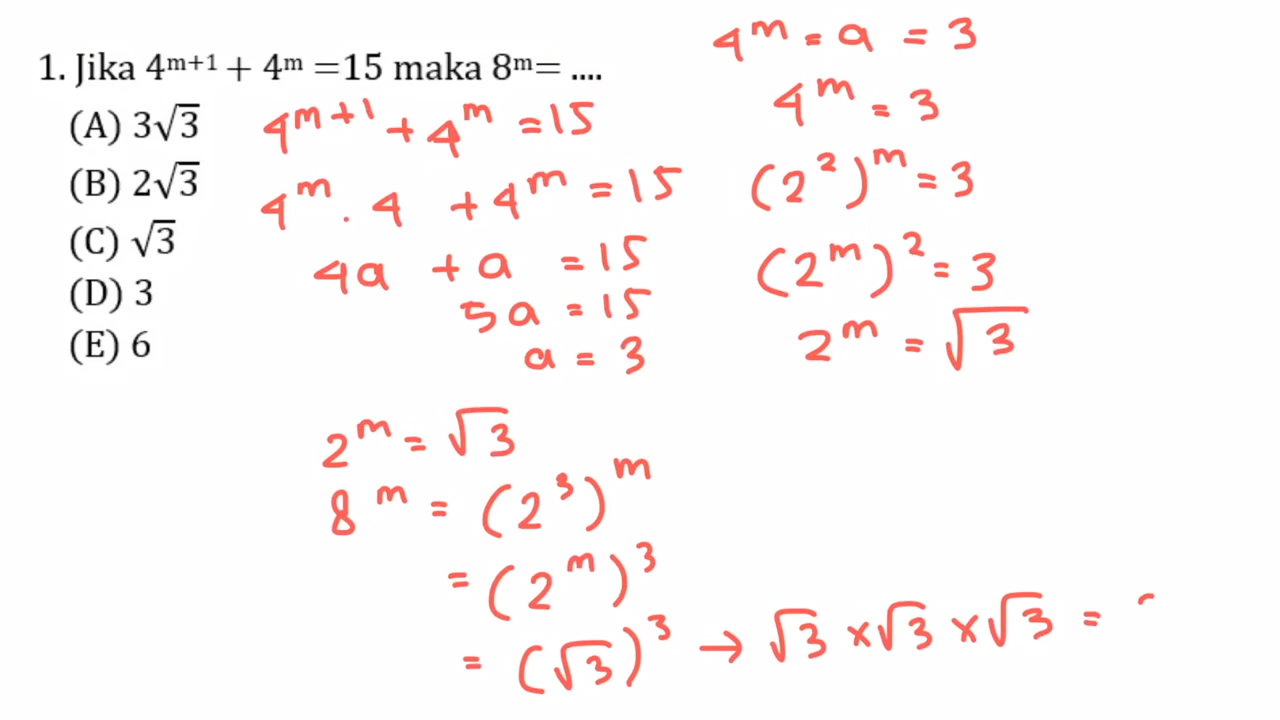 1. Jika 4ᵐ⁺¹ + 4ᵐ =15 maka 8ᵐ= ....
(A) 3√3
(B) 2√3
(C) √3
(D) 3
(E) 6
4ᵐ⁺¹ + 4ᵐ = 15
4ᵐ . 4 + 4ᵐ = 15
4a + a = 15
5a = 15
a = 3
4ᵐ = a = 3
4ᵐ = 3
(2²)ᵐ = 3
(2ᵐ)² = 3
2ᵐ = √3
2ᵐ = √3
8ᵐ = (2³)ᵐ
= (2ᵐ)³
= (√3)³ → √3 × √3 × √3 =